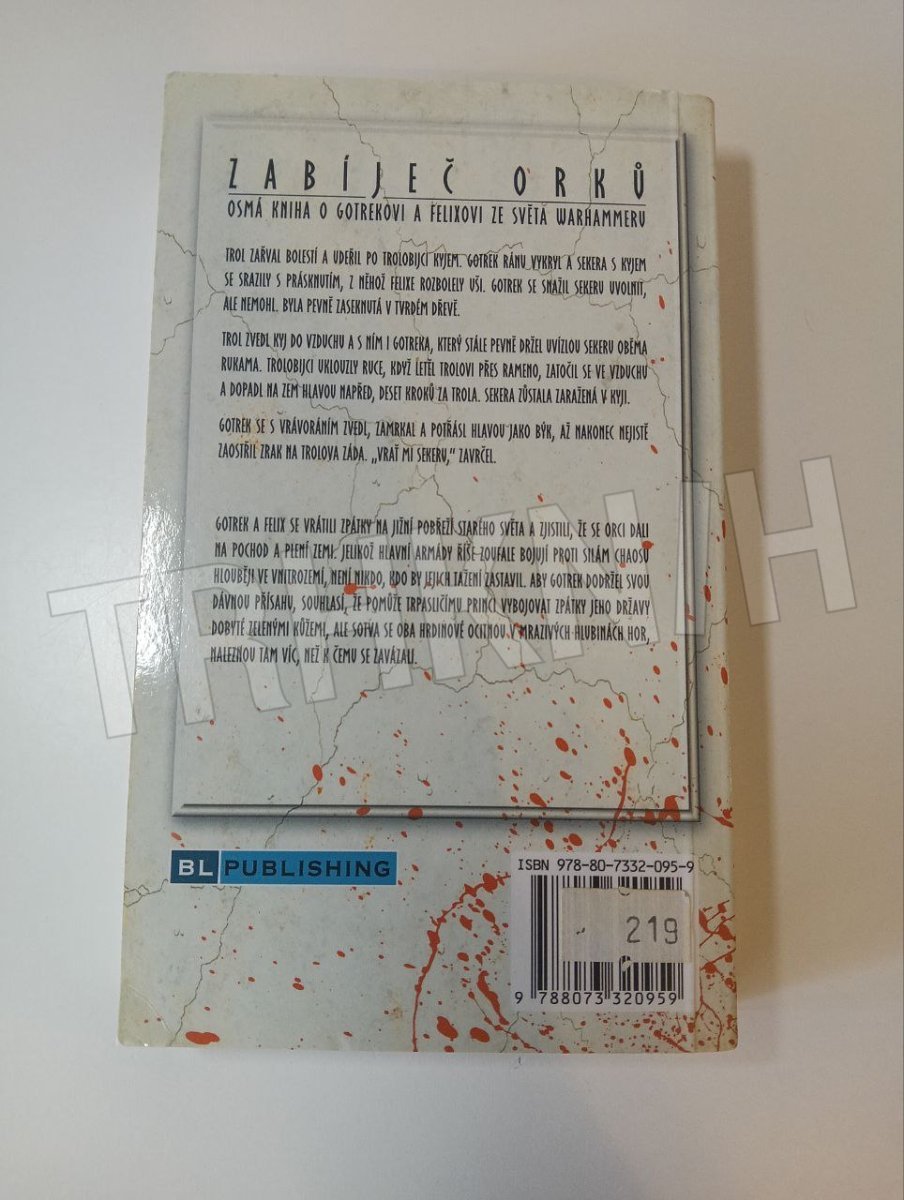 ZABÍJEČ ORKŮ
OSMÁ KNIHA O GOTREKOVI A FELIXOVI ZE SVĚTA WARHAMMERU
TROL ZAŘVAL BOLESTÍ A UDEŘIL PO TROLOBIJCI KYJEM. GOTREK RÁNU VYKRYL A SEKERA S KYJEM
SE SRAZILY S PRÁSKNUTÍM, Z NĚHOŽ FELIXE ROZBOLELY UŠI. GOTREK SE SNAŽIL SEKERU UVOLNIT,
ALE NEMOHL. BYLA PEVNĚ ZASEKNUTÁ V TVRDÉM DŘEVĚ.
TROL ZVEDL KYJ DO VZDUCHU A S NÍM I GOTREKA, KTERÝ STÁLE PEVNĚ DRŽEL UVÍZLOU SEKERU OBĚMA
RUKAMA. TROLOBIJCI UKLOUZLY RUCE, KDYŽ LETĚL TROLOVI PŘES RAMENO, ZATOČIL SE VE VZDUCHU
A DOPADL NA ZEM HLAVOU NAPŘED, DESET KROKŮ ZA TROLA. SEKERA ZŮSTALA ZARAŽENÁ V KYJI.
GOTREK SE S VRÁVORÁNÍM ZVEDL, ZAMRKAL A POTŘÁSL HLAVOU JAKO BÝK, AŽ NAKONEC NEJISTĚ
ZAOSTŘIL ZRAK NA TROLOVA ZÁDA. „VRAŤ MI SEKERU,“ ZAVRČEL.
GOTREK A FELIX SE VRÁTILI ZPÁTKY NA JIŽNÍ POBŘEŽÍ STARÉHO SVĚTA A ZJISTILI, ŽE SE ORCI DALI
NA POCHOD A PLENÍ ZEMI. JELIKOŽ HLAVNÍ ARMÁDY ŘÍŠE ZOUFALE BOJUJÍ PROTI SILÁM CHAOSU
HLOUBĚJI VE VNITROZEMÍ, NENÍ NIKDO, KDO BY JEJICH TAŽENÍ ZASTAVIL. ABY GOTREK DODRŽEL SVOU
DÁVNOU PŘÍSAHU, SOUHLASÍ, ŽE POMŮŽE TRPASLIČÍMU PRINCI VYBOJOVAT ZPÁTKY JEHO DRŽAVY
DOBYTÉ ZELENÝMI KŮŽEMI, ALE SOTVA SE OBA HRDINOVÉ OCITNOU V MRAZIVÝCH HLUBINÁCH HOR,
NALEZNOU TAM VÍC, NEŽ K ČEMU SE ZAVÁZALI.
BL PUBLISHING
ISBN 978-80-7332-095-9
219
9 788073 320959